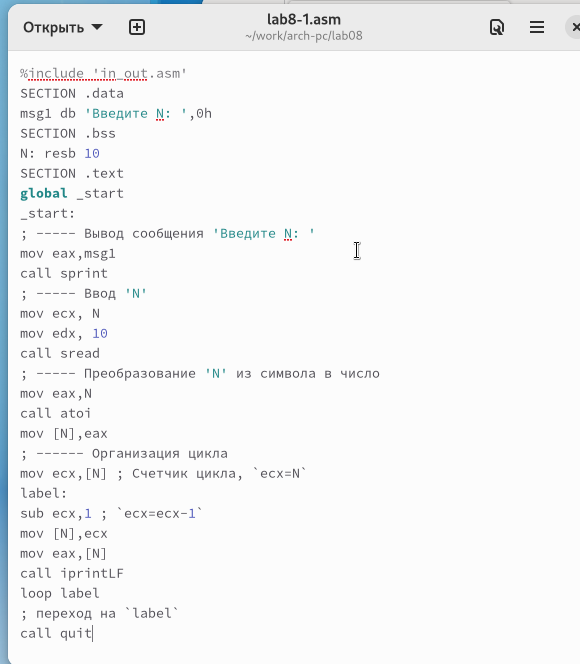 Открыть
lab8-1.asm
~/work/arch-pc/lab08
%include 'in_out.asm'
SECTION .data
msg1 db 'Введите N: ',0h
SECTION .bss
N: resb 10
SECTION .text
global _start
_start:
; ----- Вывод сообщения 'Введите N: '
mov eax,msg1
call sprint
; ----- Ввод 'N'
mov ecx, N
mov edx, 10
call sread
; ----- Преобразование 'N' из символа в число
mov eax,N
call atoi
mov [N],eax
; ------ Организация цикла
mov ecx,[N] ; Счетчик цикла, `ecx=N`
label:
sub ecx,1 ; `ecx=ecx-1`
mov [N],ecx
mov eax,[N]
call iprintLF
loop label
; переход на `label`
call quit